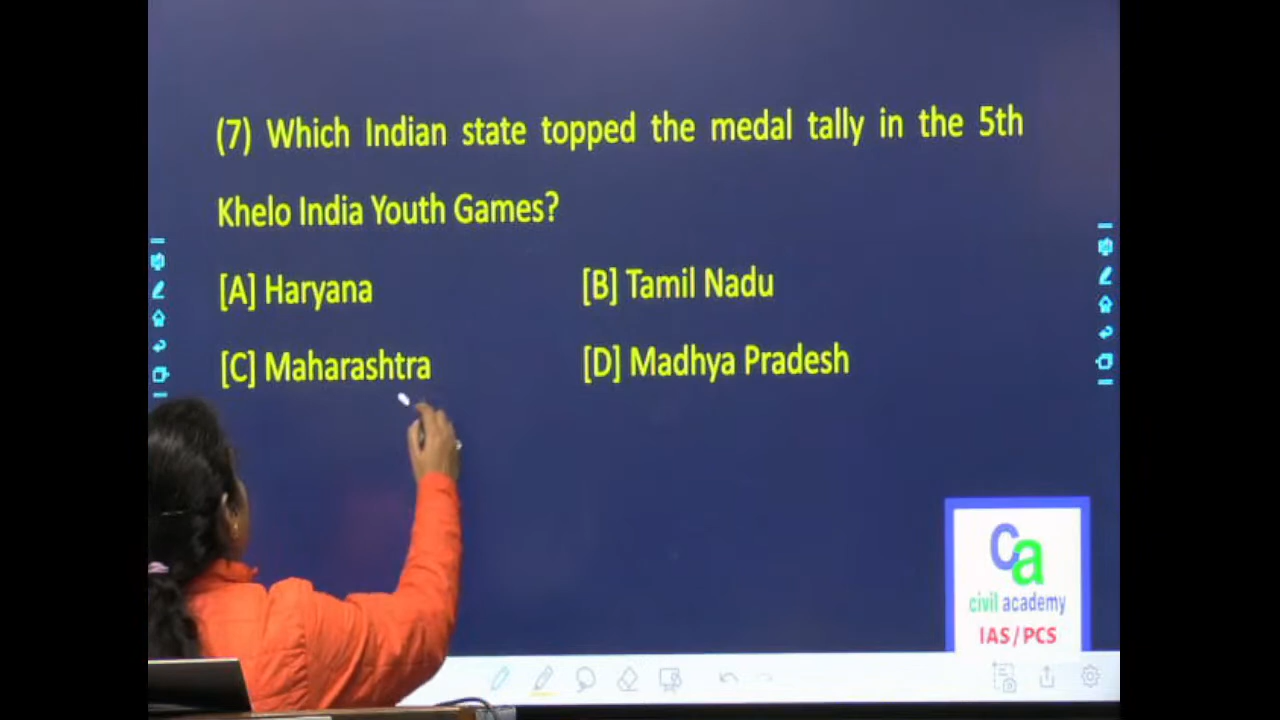 (7) Which Indian state topped the medal tally in the 5th
Khelo India Youth Games?
[A] Haryana [B] Tamil Nadu
[C] Maharashtra [D] Madhya Pradesh
Ca
civil academy
IAS/PCS